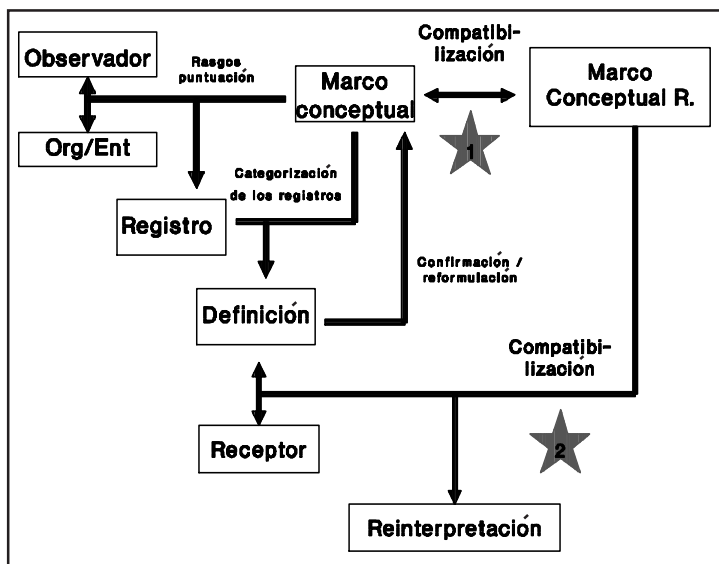 Observador
Org/Ent
Rasgos
puntuación
Marco
conceptual
Compatibi-
lización
Marco
Conceptual R.
1
Categorización
de los registros
Registro
Confirmación /
reformulación
Definición
Compatibi-
lización
Receptor
2
Reinterpretación